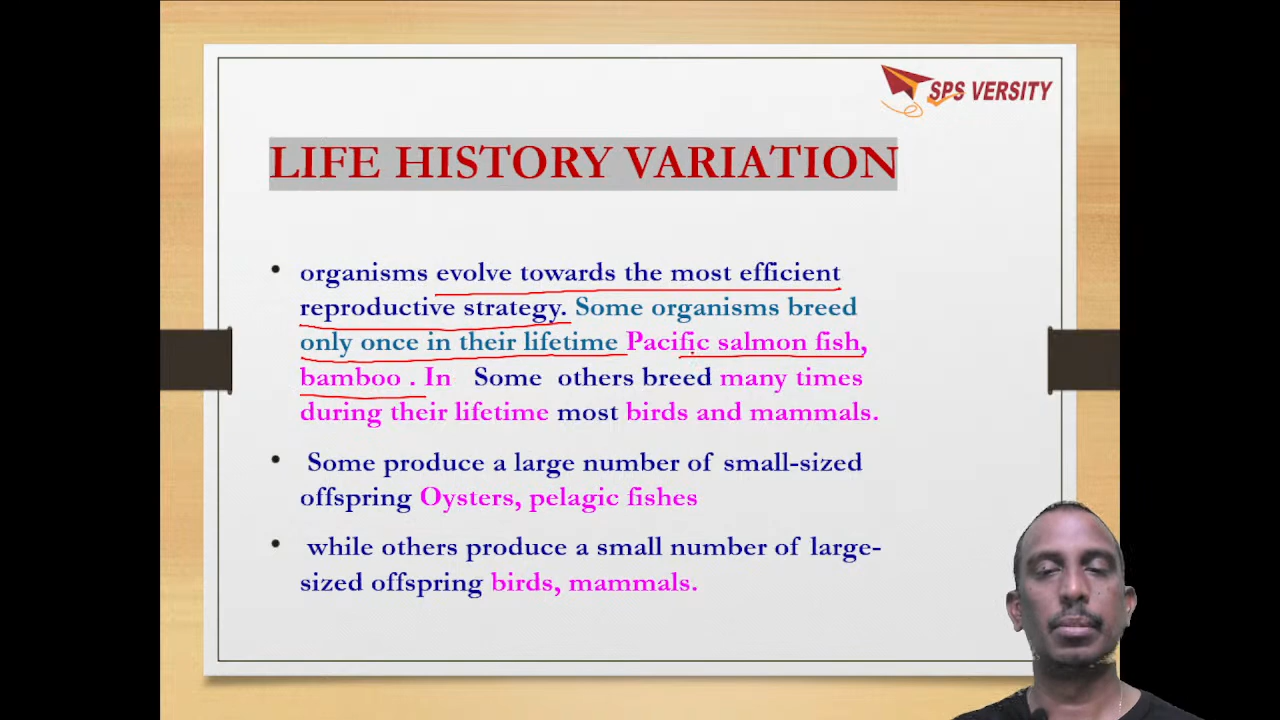 SPS VERSITY
LIFE HISTORY VARIATION
• organisms evolve towards the most efficient
reproductive strategy. Some organisms breed
only once in their lifetime Pacific salmon fish,
bamboo . In Some others breed many times
during their lifetime most birds and mammals.
• Some produce a large number of small-sized
offspring Oysters, pelagic fishes
• while others produce a small number of large-
sized offspring birds, mammals.